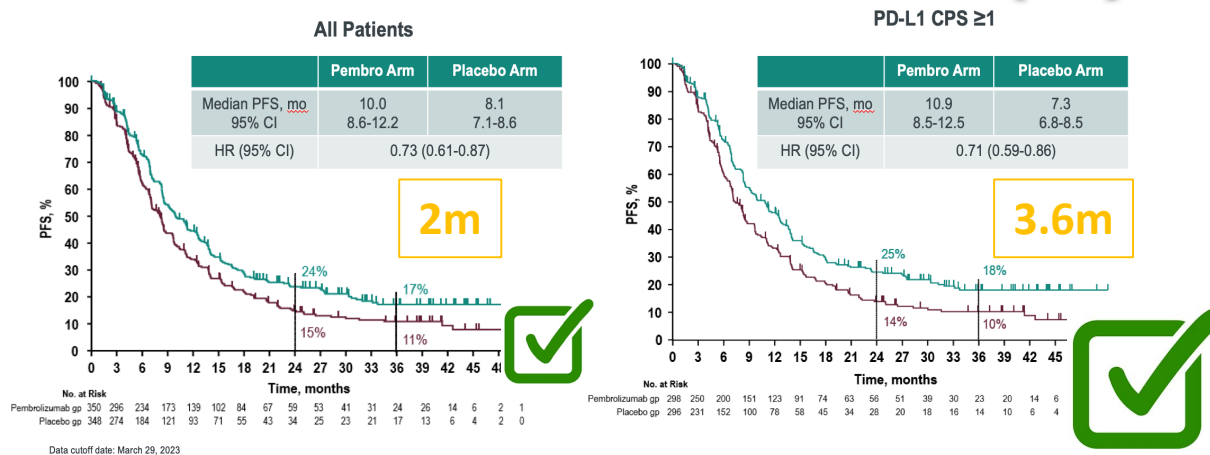 All Patients
Pembro Arm Placebo Arm
Median PFS, mo 10.0 8.1
95% CI 8.6-12.2 7.1-8.6
HR (95% CI) 0.73 (0.61-0.87)
100
90
80
70
60
50
40
30
20
10
0
PFS, %
2m
24%
17%
15%
11%
0 3 6 9 12 15 18 21 24 27 30 33 36 39 42 45
Time, months
No. at Risk
Pembrolizumab gp 350 296 234 173 139 102 84 67 59 53 41 31 24 26 14 6 2 1
Placebo gp 348 274 184 121 93 71 55 43 34 25 23 21 17 13 6 4 2 0
Data cutoff date: March 29, 2023
PD-L1 CPS ≥1
Pembro Arm Placebo Arm
Median PFS, mo 10.9 7.3
95% CI 8.5-12.5 6.8-8.5
HR (95% CI) 0.71 (0.59-0.86)
100
90
80
70
60
50
40
30
20
10
0
PFS, %
3.6m
25%
18%
14%
10%
0 3 6 9 12 15 18 21 24 27 30 33 36 39 42 45
Time, months
No. at Risk
Pembrolizumab gp 298 250 200 151 123 91 74 63 56 51 39 30 23 20 14 6
Placebo gp 296 231 152 100 78 58 45 34 28 20 18 16 14 10 6 4